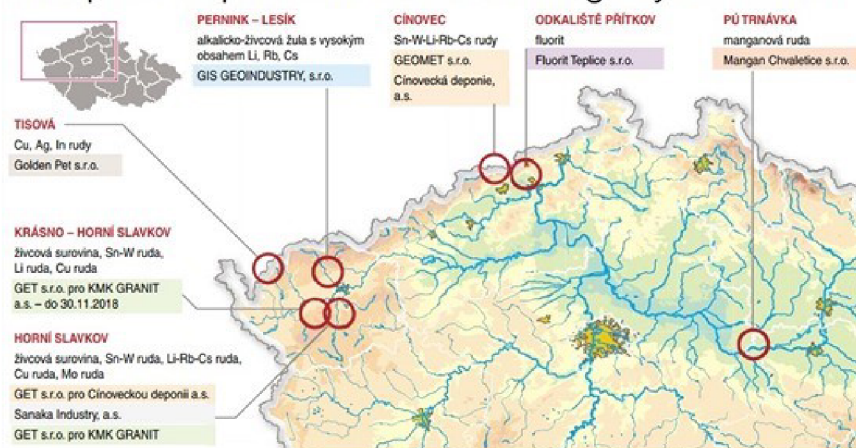 PERNINK – LESÍK
alkalicko-živcová žula s vysokým
obsahem Li, Rb, Cs
GIS GEOINDUSTRY, s.r.o.
CÍNOVEC
Sn-W-Li-Rb-Cs rudy
GEOMET s.r.o.
Cínovecká deponie,
a.s.
ODKALIŠTĚ PŘÍTKOV
fluorit
Fluorit Teplice s.r.o.
PÚ TRNÁVKA
manganová ruda
Mangan Chvaletice s.r.o.
TISOVÁ
Cu, Ag, In rudy
Golden Pet s.r.o.
KRÁSNO – HORNÍ SLAVKOV
živcová surovina, Sn-W ruda,
Li ruda, Cu ruda
GET s.r.o. pro KMK GRANIT
a.s. – do 30.11.2018
HORNÍ SLAVKOV
živcová surovina, Sn-W ruda, Li-Rb-Cs ruda,
Cu ruda, Mo ruda
GET s.r.o. pro Cínoveckou deponii a.s.
Sanaka Industry, a.s.
GET s.r.o. pro KMK GRANIT